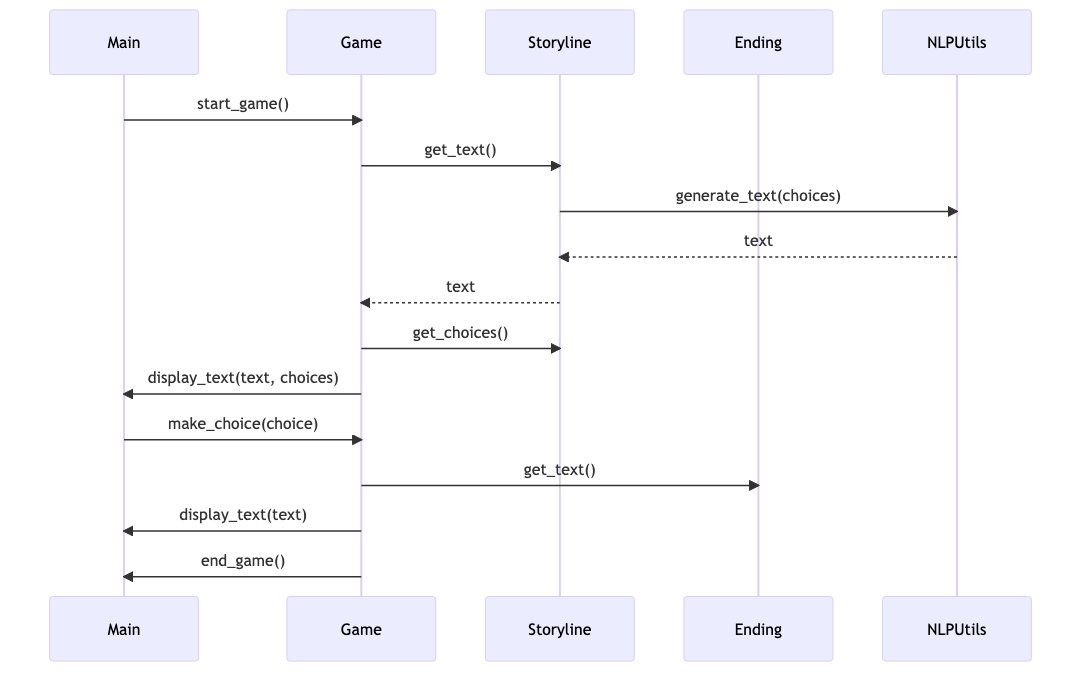 Main
Game
Storyline
Ending
NLPUtils
start_game()
get_text()
generate_text(choices)
text
text
get_choices()
display_text(text, choices)
make_choice(choice)
get_text()
display_text(text)
end_game()
Main
Game
Storyline
Ending
NLPUtils